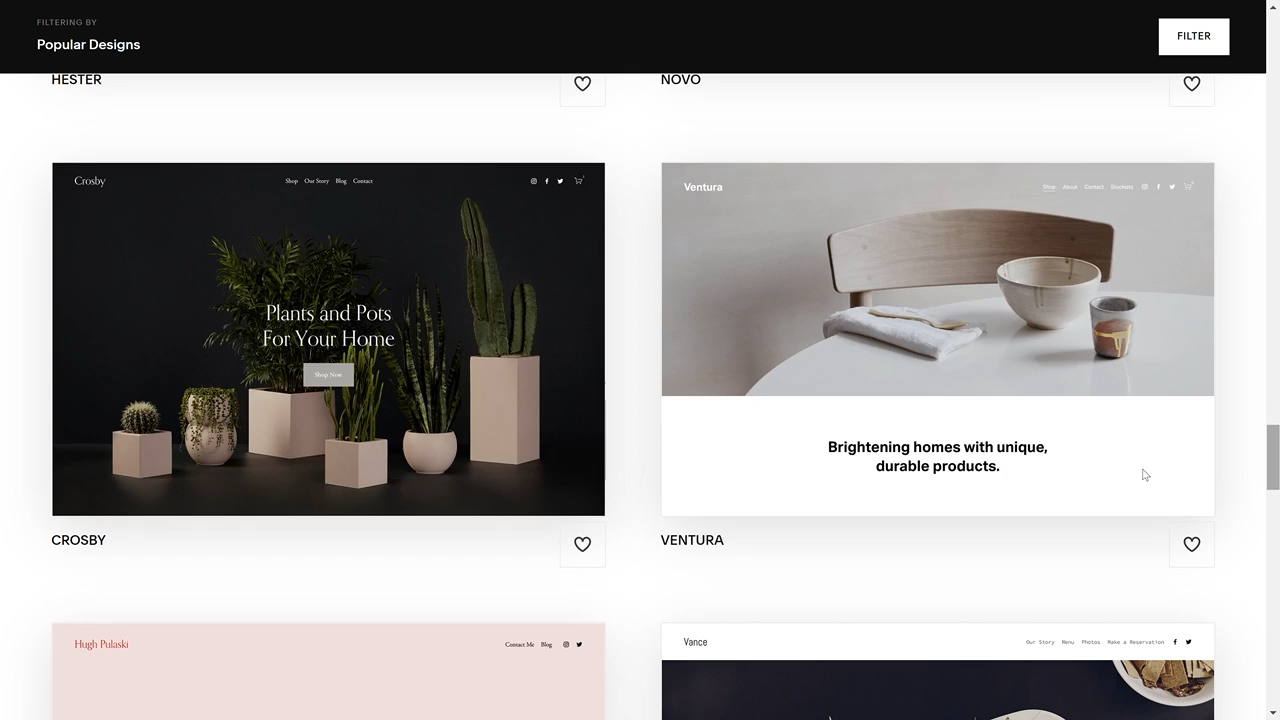 FILTERING BY
Popular Designs
FILTER
HESTER
NOVO
Crosby
Shop Our Story Blog Contact
Plants and Pots
For Your Home
Shop Now
Ventura
Shop About Contact Stockists
Brightening homes with unique,
durable products.
CROSBY
VENTURA
Hugh Pulaski
Contact Me Blog
Vance
Our Story Menu Photos Make a Reservation